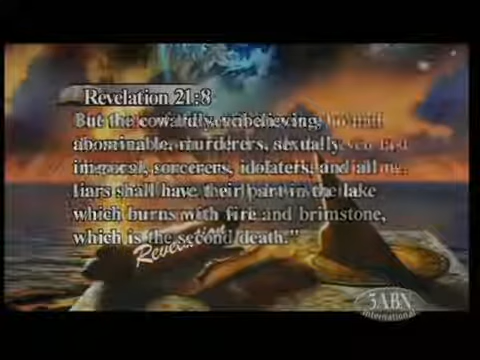 Revelation 21:8
But the cowardly, unbelieving,
abominable, murderers, sexually
immoral, sorcerers, idolaters, and all
liars shall have their part in the lake
which burns with fire and brimstone,
which is the second death."
Revelation
3ABN
International